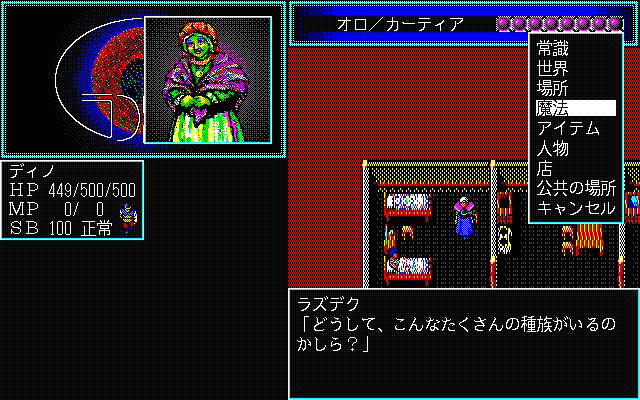 オロ／カーティア
常識
世界
場所
魔法
アイテム
人物
店
公共の場所
キャンセル
ディノ
HP 449/500/500
MP   0/  0
SB 100 正常
ラズデク
「どうして、こんなたくさんの種族がいるの
かしら？」